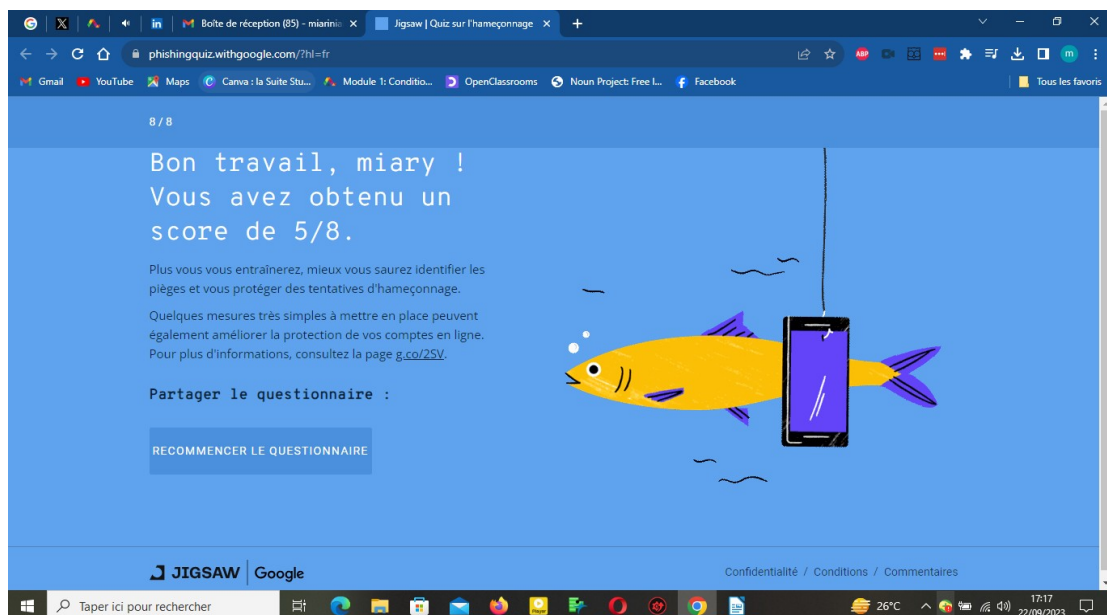 Boîte de réception (85) - miarinia
Jigsaw | Quiz sur l'hameçonnage
phishingquiz.withgoogle.com/?hl=fr
Gmail
YouTube
Maps
Canva : la Suite Stu...
Module 1: Conditio...
OpenClassrooms
Noun Project: Free I...
Facebook
Tous les favoris
8/8
Bon travail, miary !
Vous avez obtenu un
score de 5/8.
Plus vous vous entraînerez, mieux vous saurez identifier les
pièges et vous protéger des tentatives d'hameçonnage.
Quelques mesures très simples à mettre en place peuvent
également améliorer la protection de vos comptes en ligne.
Pour plus d'informations, consultez la page g.co/2SV.
Partager le questionnaire :
RECOMMENCER LE QUESTIONNAIRE
JIGSAW | Google
Confidentialité / Conditions / Commentaires
Taper ici pour rechercher
26°C
17:17
22/09/2023